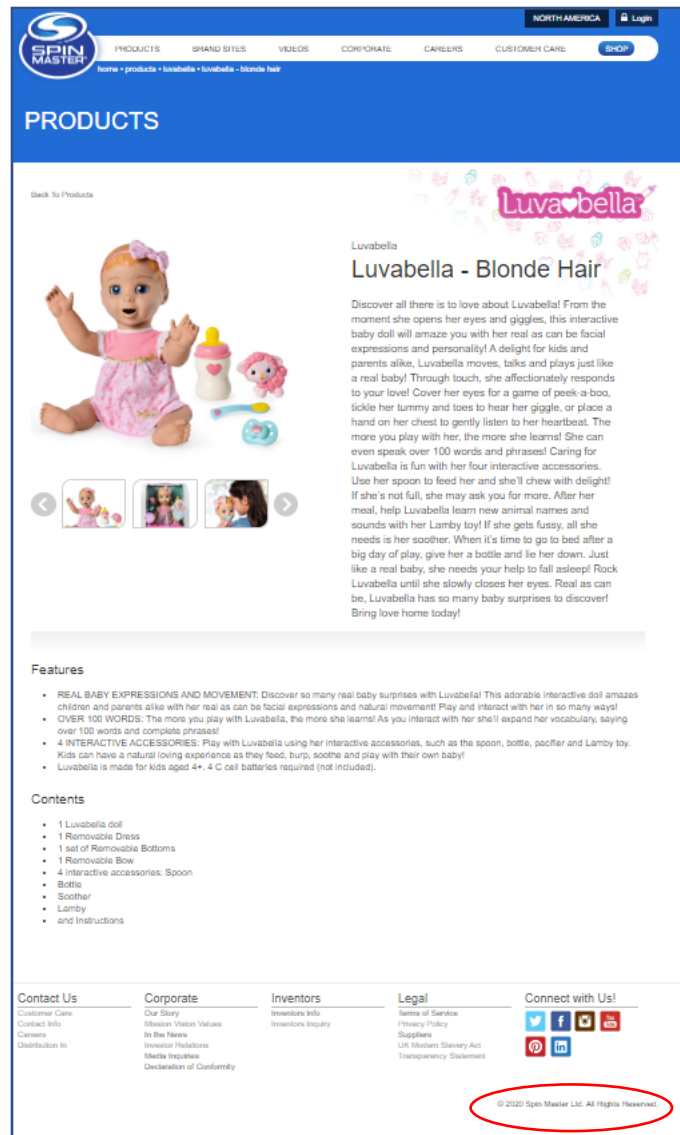 NORTH AMERICA
Login
SPIN
MASTER
PRODUCTS
BRAND SITES
VIDEOS
CORPORATE
CAREERS
CUSTOMER CARE
SHOP
home • products • luvabella • luvabella - blonde hair
PRODUCTS
Back To Products
Luvabella
Luvabella
Luvabella - Blonde Hair
Discover all there is to love about Luvabella! From the
moment she opens her eyes and giggles, this interactive
baby doll will amaze you with her real as can be facial
expressions and personality! A delight for kids and
parents alike, Luvabella moves, talks and plays just like
a real baby! Through touch, she affectionately responds
to your love! Cover her eyes for a game of peek-a-boo,
tickle her tummy and toes to hear her giggle, or place a
hand on her chest to gently listen to her heartbeat. The
more you play with her, the more she learns! She can
even speak over 100 words and phrases! Caring for
Luvabella is fun with her four interactive accessories.
Use her spoon to feed her and she'll chew with delight!
If she's not full, she may ask you for more. After her
meal, help Luvabella learn new animal names and
sounds with her Lamby toy! If she gets fussy, all she
needs is her soother. When it's time to go to bed after a
big day of play, give her a bottle and lie her down. Just
like a real baby, she needs your help to fall asleep! Rock
Luvabella until she slowly closes her eyes. Real as can
be, Luvabella has so many baby surprises to discover!
Bring love home today!
Features
• REAL BABY EXPRESSIONS AND MOVEMENT: Discover so many real baby surprises with Luvabella! This adorable interactive doll amazes
children and parents alike with her real as can be facial expressions and natural movement! Play and interact with her in so many ways!
• OVER 100 WORDS: The more you play with Luvabella, the more she learns! As you interact with her she'll expand her vocabulary, saying
over 100 words and complete phrases!
• 4 INTERACTIVE ACCESSORIES: Play with Luvabella using her interactive accessories, such as the spoon, bottle, pacifier and Lamby toy.
Kids can have a natural loving experience as they feed, burp, soothe and play with their own baby!
• Luvabella is made for kids aged 4+. 4 C cell batteries required (not included).
Contents
• 1 Luvabella doll
• 1 Removable Dress
• 1 set of Removable Bottoms
• 1 Removable Bow
• 4 interactive accessories: Spoon
• Bottle
• Soother
• Lamby
• and Instructions
Contact Us
Customer Care
Contact Info
Careers
Distribution In
Corporate
Our Story
Mission Vision Values
In the News
Investor Relations
Media Inquiries
Declaration of Conformity
Inventors
Inventors Info
Inventors Inquiry
Legal
Terms of Service
Privacy Policy
Suppliers
UK Modern Slavery Act
Transparency Statement
Connect with Us!
© 2020 Spin Master Ltd. All Rights Reserved.